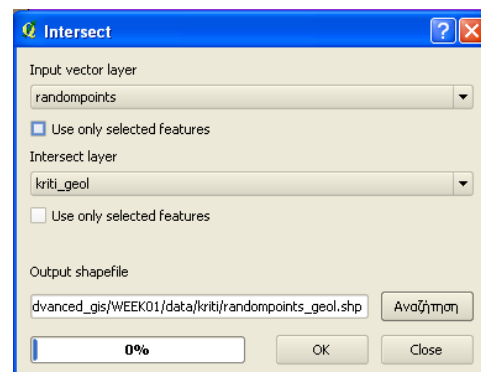 Intersect
Input vector layer
randompoints
Use only selected features
Intersect layer
kriti_geol
Use only selected features
Output shapefile
dvanced_gis/WEEK01/data/kriti/randompoints_geol.shp Αναζήτηση
0% OK Close